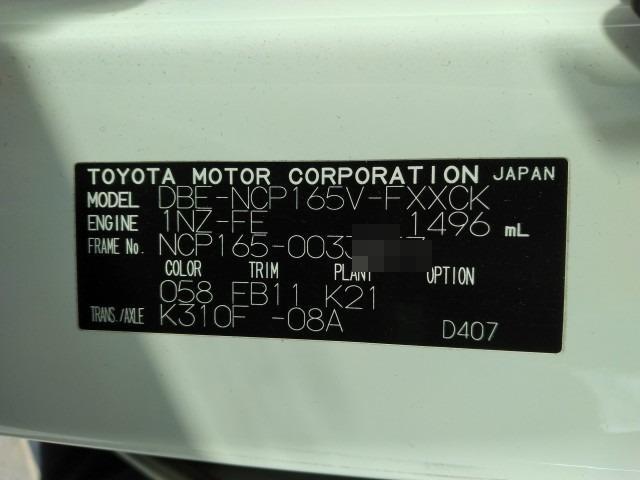 TOYOTA MOTOR CORPORATION JAPAN
MODEL DBE-NCP165V-FXXCK
ENGINE 1NZ-FE 1496 mL
FRAME No. NCP165-0033
COLOR TRIM PLANT OPTION
058 FB11 K21
TRANS./AXLE K310F -08A D407